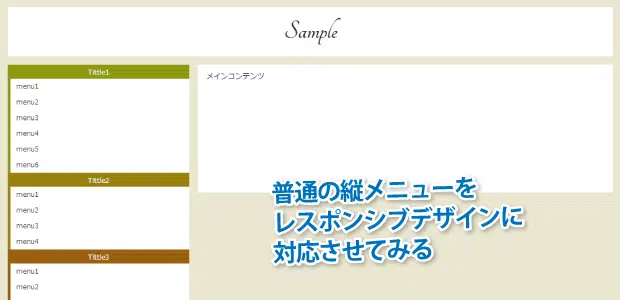 Sample
Tittle1
menu1
menu2
menu3
menu4
menu5
menu6
Tittle2
menu1
menu2
menu3
menu4
Tittle3
menu1
menu2
メインコンテンツ
普通の縦メニューを
レスポンシブデザインに
対応させてみる